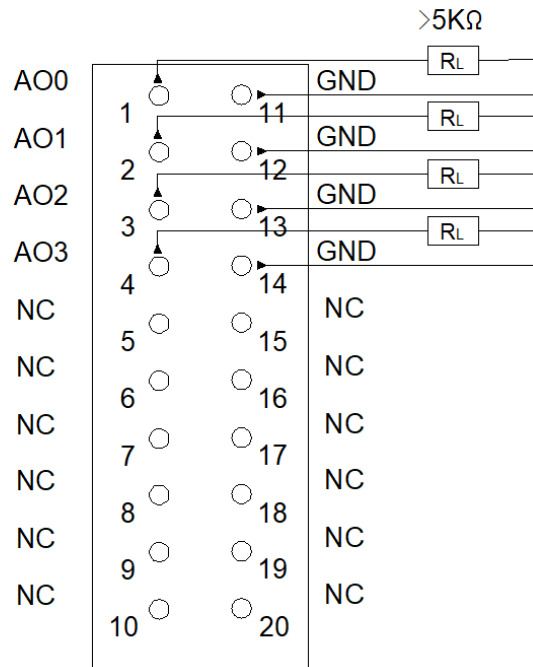 >5KΩ
AO0 1 11 GND RL
AO1 2 12 GND RL
AO2 3 13 GND RL
AO3 4 14 GND RL
NC 5 15 NC
NC 6 16 NC
NC 7 17 NC
NC 8 18 NC
NC 9 19 NC
NC 10 20 NC